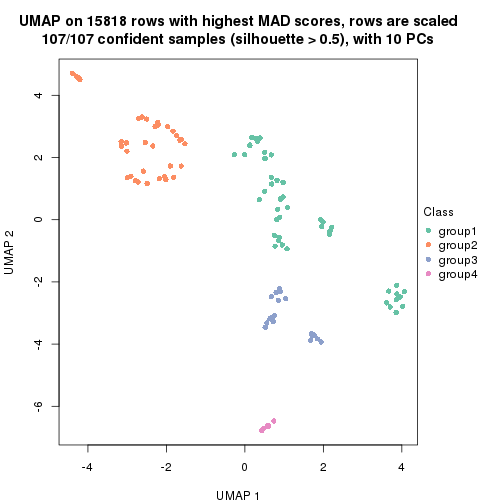 UMAP on 15818 rows with highest MAD scores, rows are scaled
107/107 confident samples (silhouette > 0.5), with 10 PCs
4
2
0
-2
-4
-6
UMAP 2
-4
-2
0
2
4
UMAP 1
Class
group1
group2
group3
group4